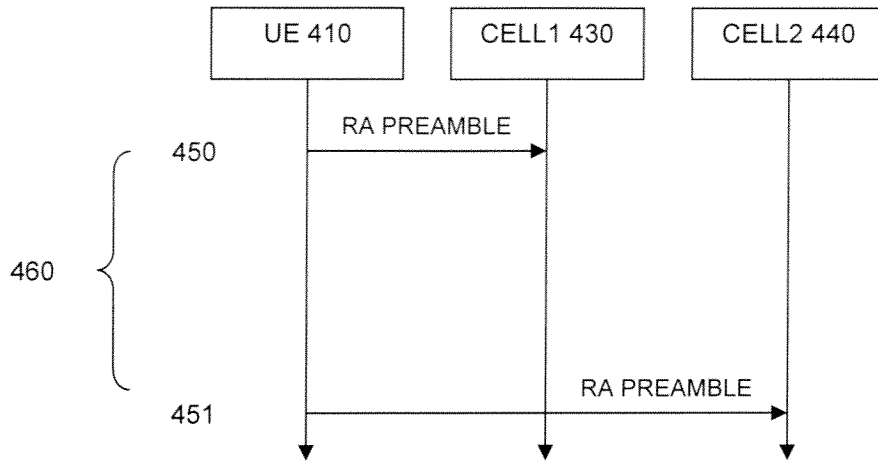 UE 410
CELL1 430
CELL2 440
RA PREAMBLE
450
460
RA PREAMBLE
451